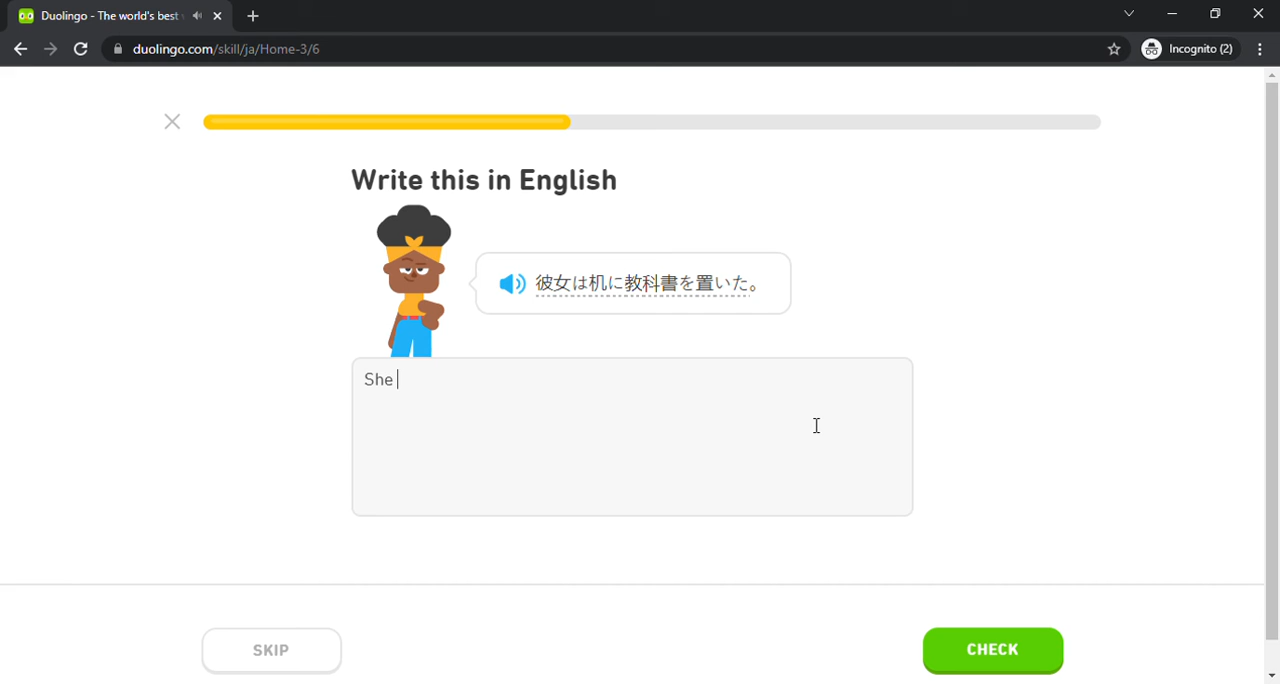 Duolingo - The world's best
duolingo.com/skill/ja/Home-3/6
Incognito (2)
Write this in English
彼女は机に教科書を置いた。
She
SKIP
CHECK